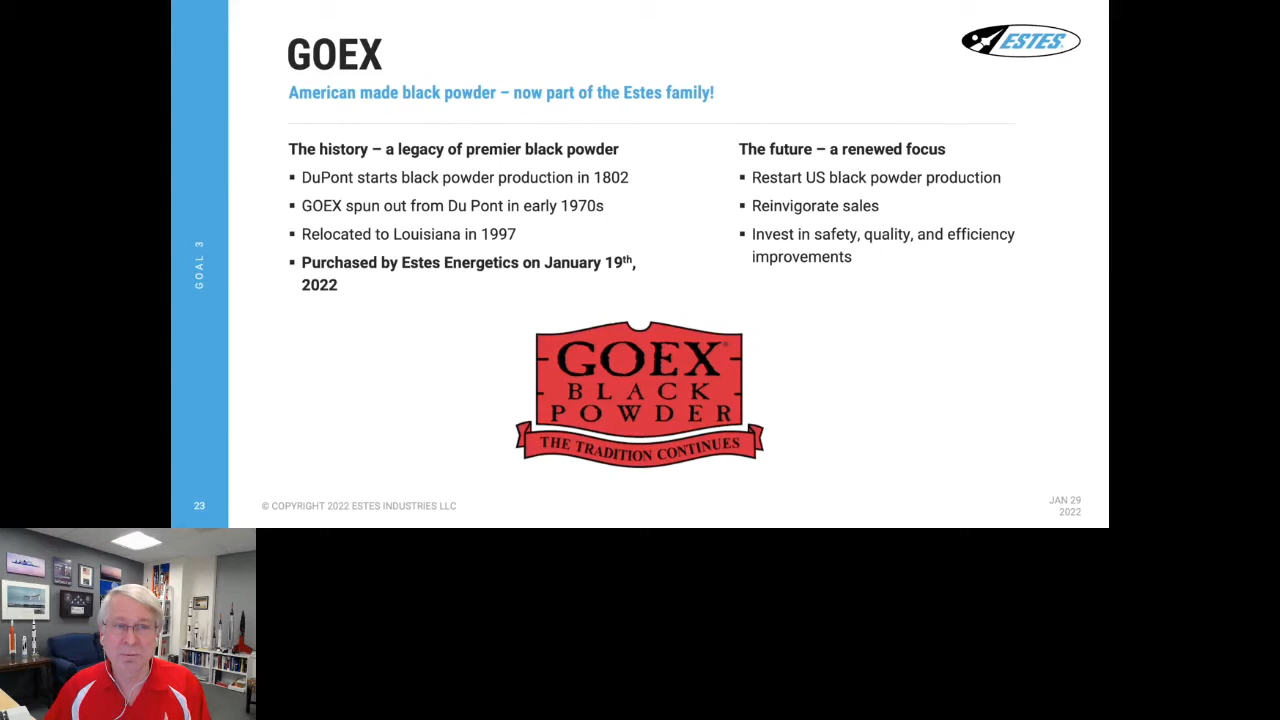 GOEX
ESTES
American made black powder – now part of the Estes family!
The history – a legacy of premier black powder
▪ DuPont starts black powder production in 1802
▪ GOEX spun out from Du Pont in early 1970s
▪ Relocated to Louisiana in 1997
▪ Purchased by Estes Energetics on January 19th,
2022
The future – a renewed focus
▪ Restart US black powder production
▪ Reinvigorate sales
▪ Invest in safety, quality, and efficiency
improvements
GOAL 3
GOEX®
BLACK
POWDER
THE TRADITION CONTINUES
23
© COPYRIGHT 2022 ESTES INDUSTRIES LLC
JAN 29
2022